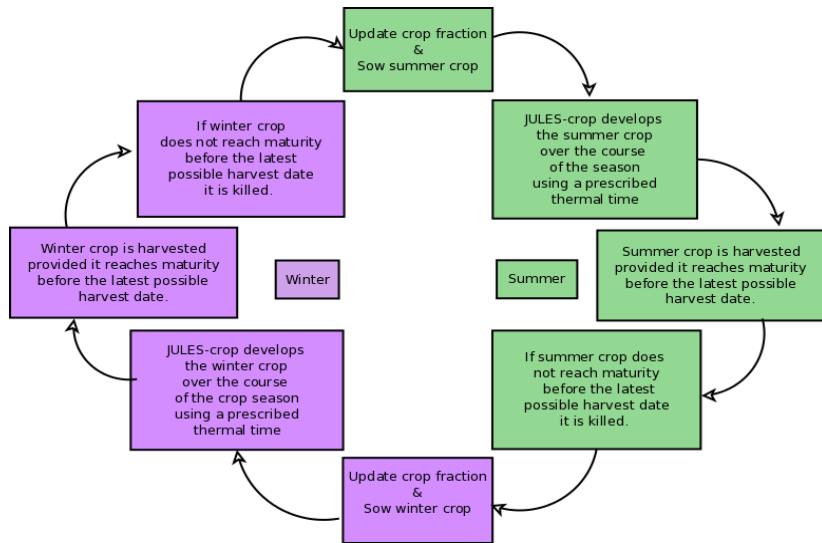 Update crop fraction
&
Sow summer crop
JULES-crop develops
the summer crop
over the course
of the season
using a prescribed
thermal time
Summer crop is harvested
provided it reaches maturity
before the latest possible
harvest date.
If summer crop does
not reach maturity
before the latest
possible harvest date
it is killed.
Update crop fraction
&
Sow winter crop
JULES-crop develops
the winter crop
over the course
of the crop season
using a prescribed
thermal time
Winter crop is harvested
provided it reaches maturity
before the latest possible
harvest date.
If winter crop
does not reach maturity
before the latest
possible harvest date
it is killed.
Winter
Summer